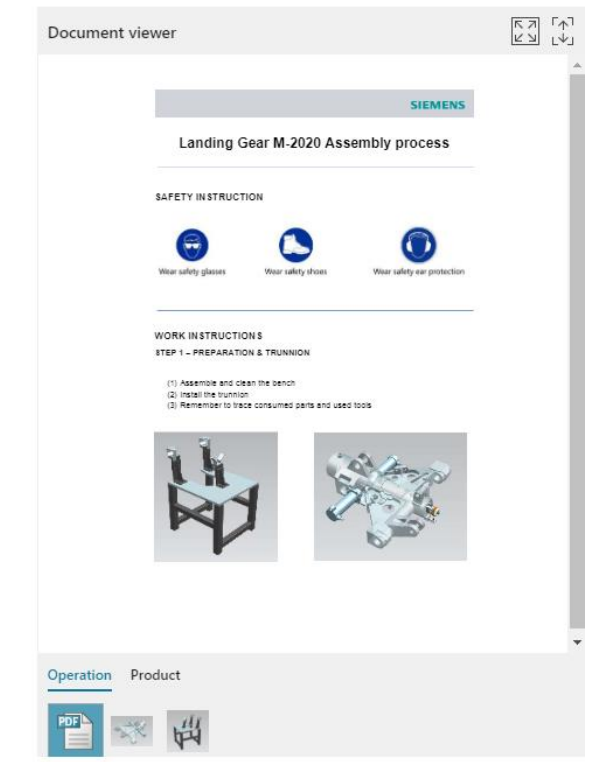 Document viewer
SIEMENS
Landing Gear M-2020 Assembly process
SAFETY INSTRUCTION
Wear safety glasses Wear safety shoes Wear safety ear protection
WORK INSTRUCTIONS
STEP 1 – PREPARATION & TRUNNION
(1) Assemble and clean the bench
(2) Install the trunnion
(3) Remember to trace consumed parts and used tools
Operation Product
PDF